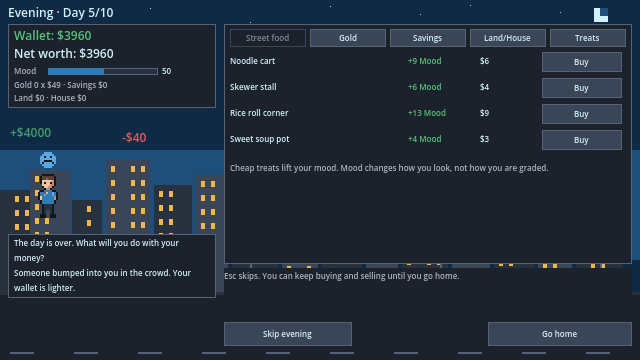 Evening · Day 5/10
Wallet: $3960
Net worth: $3960
Mood 50
Gold 0 x $49 · Savings $0
Land $0 · House $0
+$4000
-$40
The day is over. What will you do with your
money?
Someone bumped into you in the crowd. Your
wallet is lighter.
Street food Gold Savings Land/House Treats
Noodle cart +9 Mood $6 Buy
Skewer stall +6 Mood $4 Buy
Rice roll corner +13 Mood $9 Buy
Sweet soup pot +4 Mood $3 Buy
Cheap treats lift your mood. Mood changes how you look, not how you are graded.
Esc skips. You can keep buying and selling until you go home.
Skip evening Go home